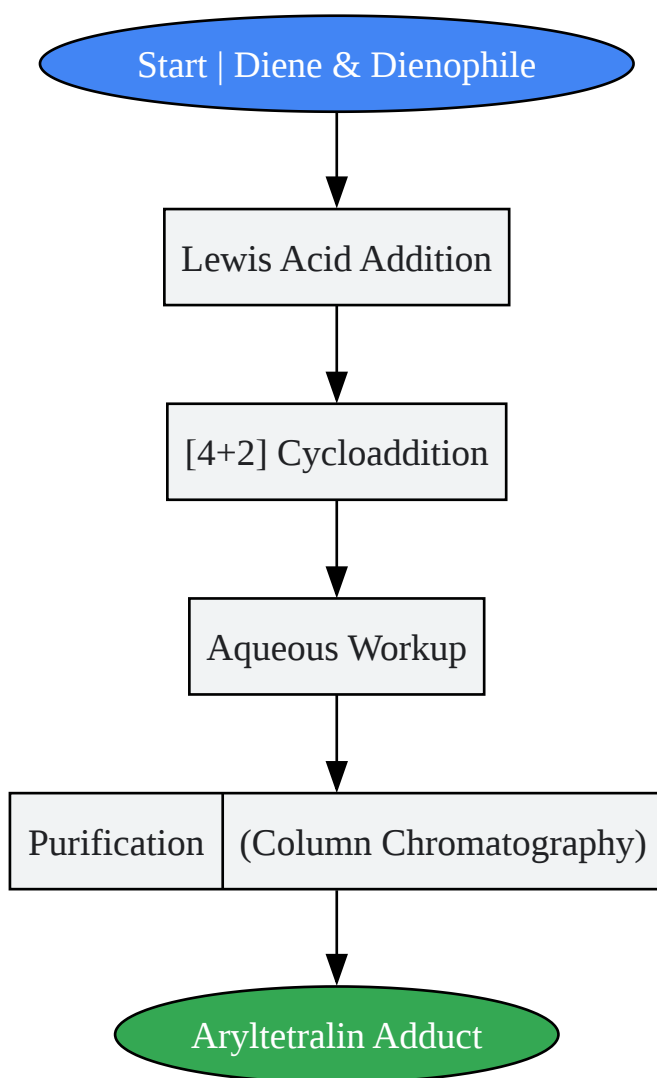 Start | Diene & Dienophile
Lewis Acid Addition
[4+2] Cycloaddition
Aqueous Workup
Purification (Column Chromatography)
Aryltetralin Adduct